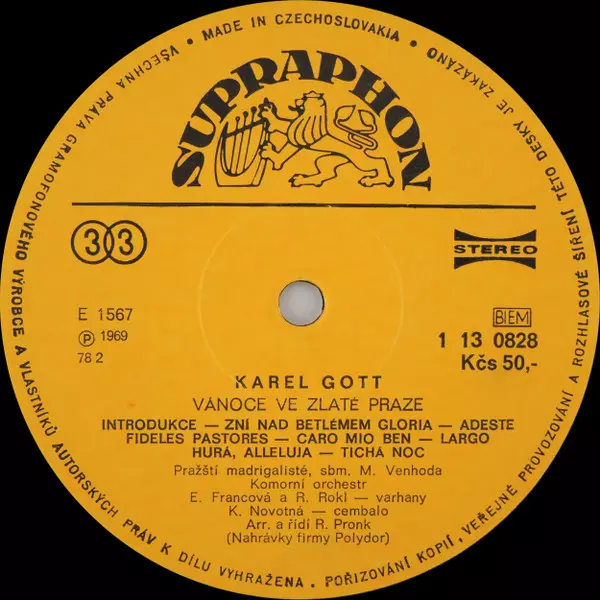 • VŠECHNA PRÁVA GRAMOFONOVÉHO VÝROBCE A VLASTNÍKŮ AUTORSKÝCH PRÁV K DÍLU VYHRAŽENA. POŘIZOVÁNÍ KOPIÍ, VEŘEJNÉ PROVOZOVÁNÍ A ROZHLASOVÉ ŠÍŘENÍ TÉTO DESKY JE ZAKÁZÁNO • MADE IN CZECHOSLOVAKIA
SUPRAPHON
33
STEREO
E 1567
℗ 1969
78 2
BIEM
1 13 0828
Kčs 50,-
KAREL GOTT
VÁNOCE VE ZLATÉ PRAZE
INTRODUKCE — ZNÍ NAD BETLÉMEM GLORIA — ADESTE
FIDELES PASTORES — CARO MIO BEN — LARGO
HURÁ, ALLELUJA — TICHÁ NOC
Pražští madrigalisté, sbm. M. Venhoda
Komorní orchestr
E. Francová a R. Rokl — varhany
K. Novotná — cembalo
Arr. a řídí R. Pronk
(Nahrávky firmy Polydor)